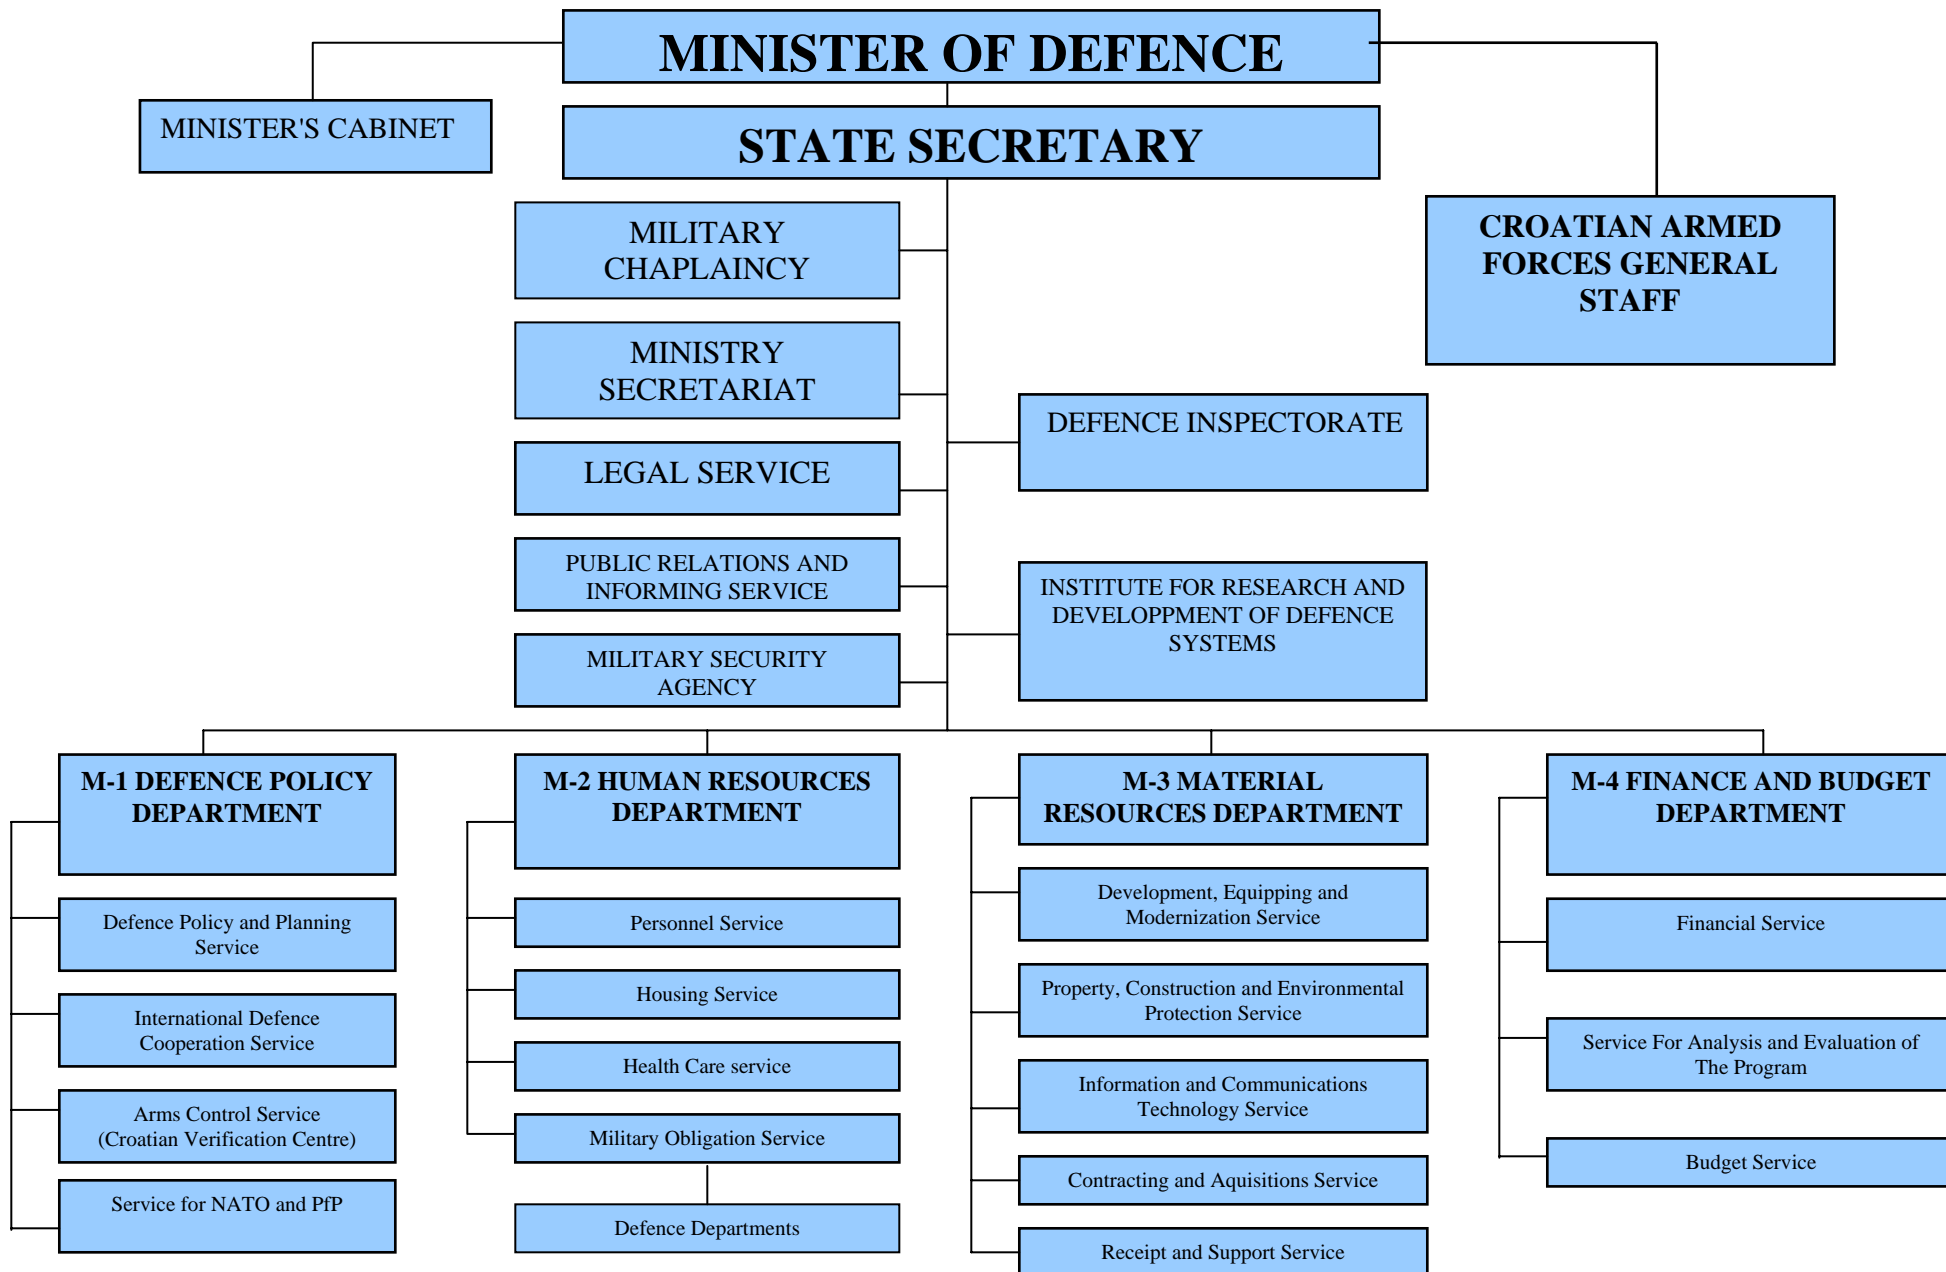 MINISTER OF DEFENCE
MINISTER'S CABINET
STATE SECRETARY
MILITARY
CHAPLAINCY
CROATIAN ARMED
FORCES GENERAL
STAFF
MINISTRY
SECRETARIAT
DEFENCE INSPECTORATE
LEGAL SERVICE
PUBLIC RELATIONS AND
INFORMING SERVICE
INSTITUTE FOR RESEARCH AND
DEVELOPPMENT OF DEFENCE
SYSTEMS
MILITARY SECURITY
AGENCY
M-1 DEFENCE POLICY
DEPARTMENT
Defence Policy and Planning
Service
International Defence
Cooperation Service
Arms Control Service
(Croatian Verification Centre)
Service for NATO and PfP
M-2 HUMAN RESOURCES
DEPARTMENT
Personnel Service
Housing Service
Health Care service
Military Obligation Service
Defence Departments
M-3 MATERIAL
RESOURCES DEPARTMENT
Development, Equipping and
Modernization Service
Property, Construction and Environmental
Protection Service
Information and Communications
Technology Service
Contracting and Aquisitions Service
Receipt and Support Service
M-4 FINANCE AND BUDGET
DEPARTMENT
Financial Service
Service For Analysis and Evaluation of
The Program
Budget Service